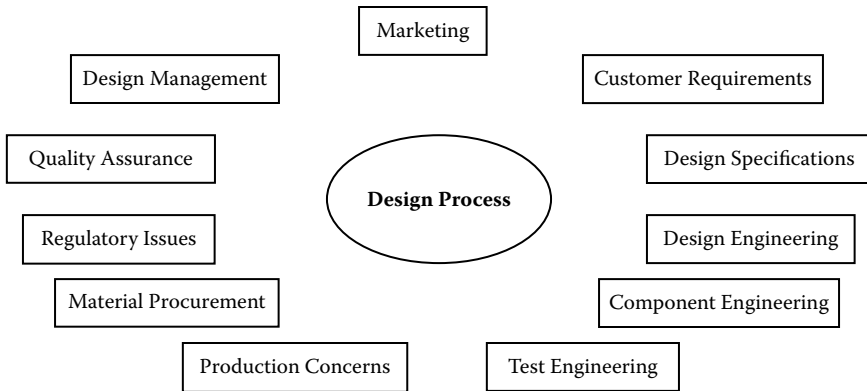 Marketing
Design Management
Customer Requirements
Quality Assurance
Design Specifications
Design Process
Regulatory Issues
Design Engineering
Material Procurement
Component Engineering
Production Concerns
Test Engineering